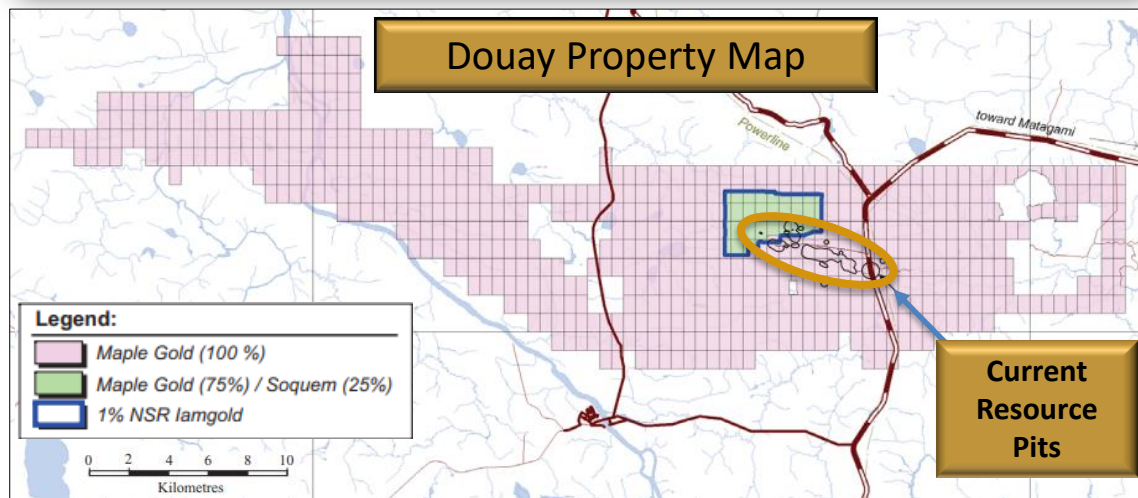 Douay Property Map
toward Matagami
Powerline
Legend:
Maple Gold (100 %)
Maple Gold (75%) / Soquem (25%)
1% NSR Iamgold
0 2 4 6 8 10
Kilometres
Current
Resource
Pits